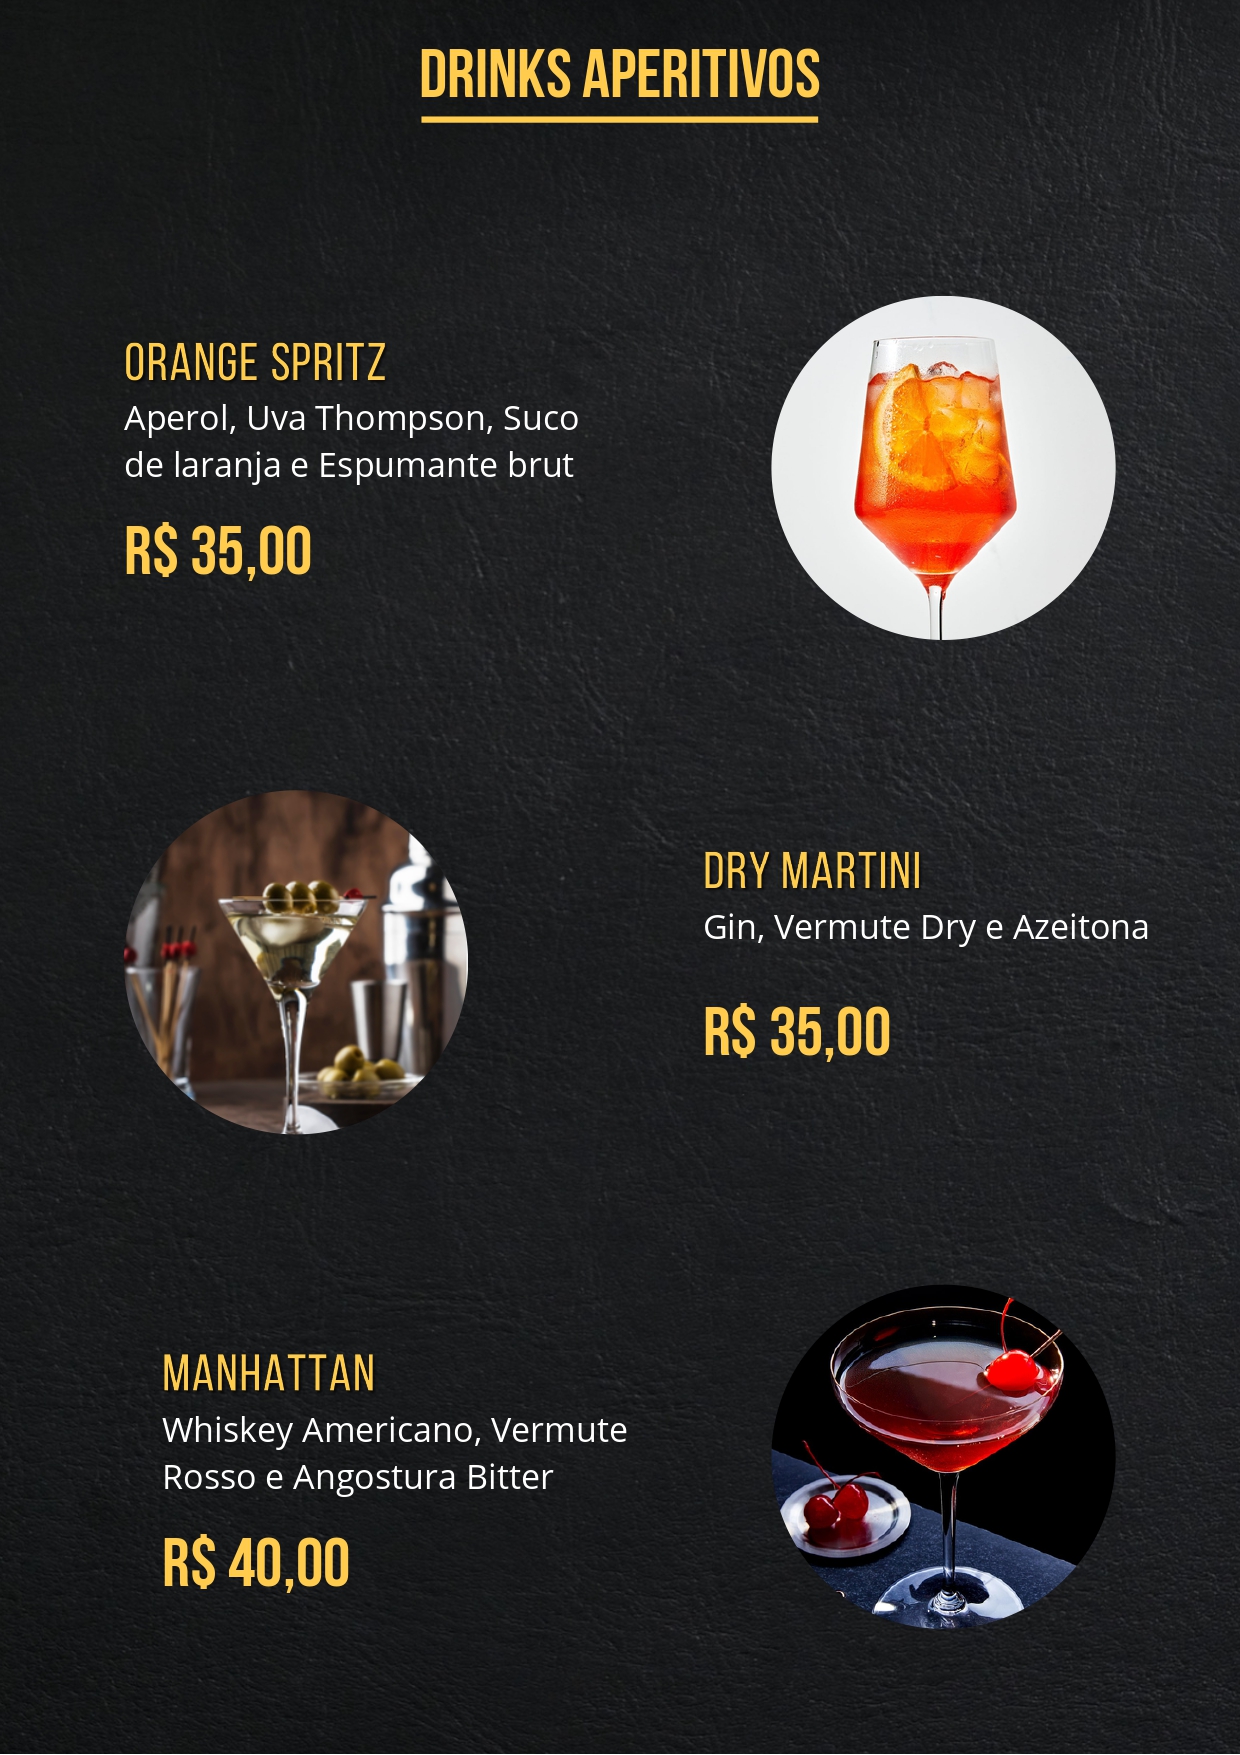 DRINKS APERITIVOS
ORANGE SPRITZ
Aperol, Uva Thompson, Suco
de laranja e Espumante brut
R$ 35,00
DRY MARTINI
Gin, Vermute Dry e Azeitona
R$ 35,00
MANHATTAN
Whiskey Americano, Vermute
Rosso e Angostura Bitter
R$ 40,00